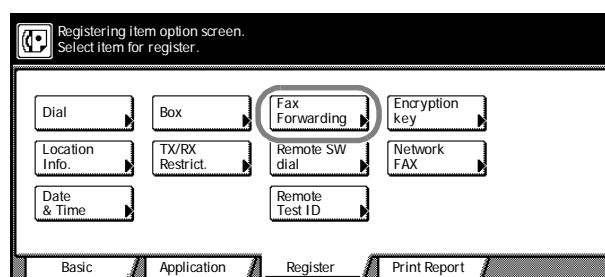 Registering item option screen.
Select item for register.
Dial
Box
Fax
Forwarding
Encryption
key
Location
Info.
TX/RX
Restrict.
Remote SW
dial
Network
FAX
Date
& Time
Remote
Test ID
Basic
Application
Register
Print Report